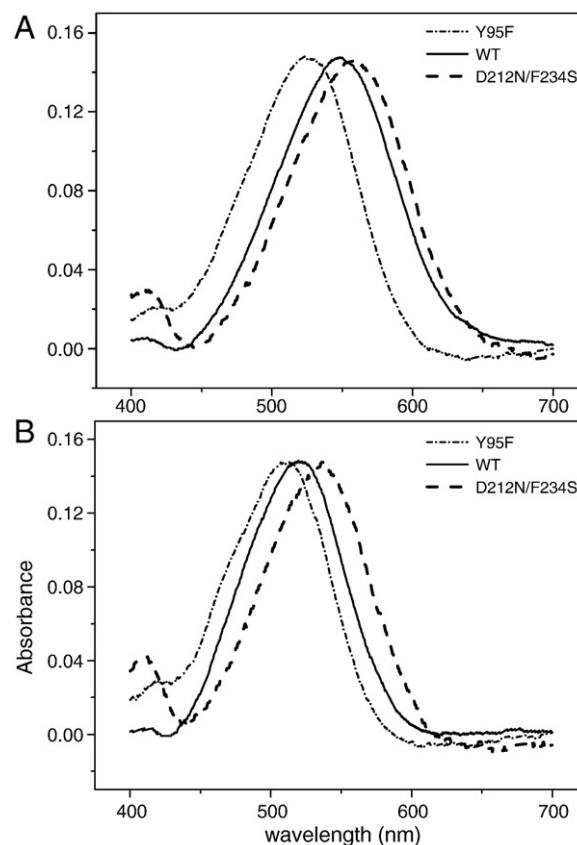 A
0.16
0.12
0.08
0.04
0.00
Y95F
WT
D212N/F234S
400 500 600 700
B
0.16
0.12
0.08
0.04
0.00
Absorbance
Y95F
WT
D212N/F234S
400 500 600 700
wavelength (nm)